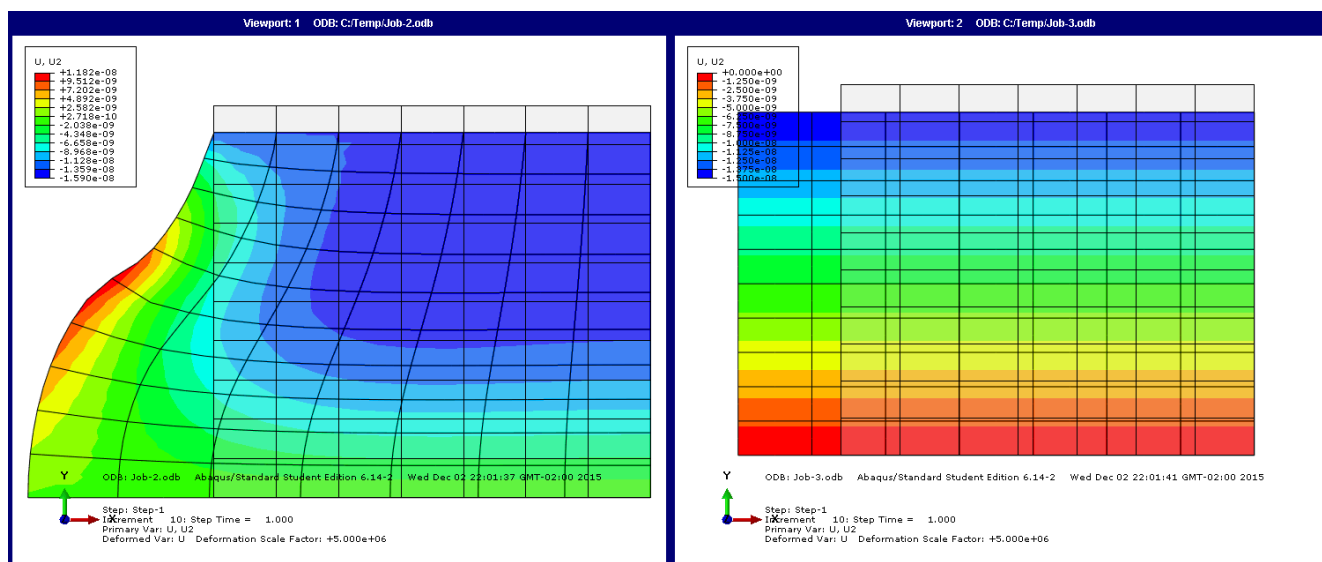 Viewport: 1 ODB: C:/Temp/Job-2.odb
U, U2
+1.182e-08
+9.512e-09
+7.202e-09
+4.892e-09
+2.582e-09
+2.718e-10
-2.038e-09
-4.348e-09
-6.658e-09
-8.968e-09
-1.128e-08
-1.359e-08
-1.590e-08
Y
X
ODB: Job-2.odb Abaqus/Standard Student Edition 6.14-2 Wed Dec 02 22:01:37 GMT-02:00 2015
Step: Step-1
Increment 10: Step Time = 1.000
Primary Var: U, U2
Deformed Var: U Deformation Scale Factor: +5.000e+06
Viewport: 2 ODB: C:/Temp/Job-3.odb
U, U2
+0.000e+00
-1.250e-09
-2.500e-09
-3.750e-09
-5.000e-09
-1.125e-08
-1.250e-08
-1.375e-08
-1.500e-08
Y
X
ODB: Job-3.odb Abaqus/Standard Student Edition 6.14-2 Wed Dec 02 22:01:41 GMT-02:00 2015
Step: Step-1
Increment 10: Step Time = 1.000
Primary Var: U, U2
Deformed Var: U Deformation Scale Factor: +5.000e+06